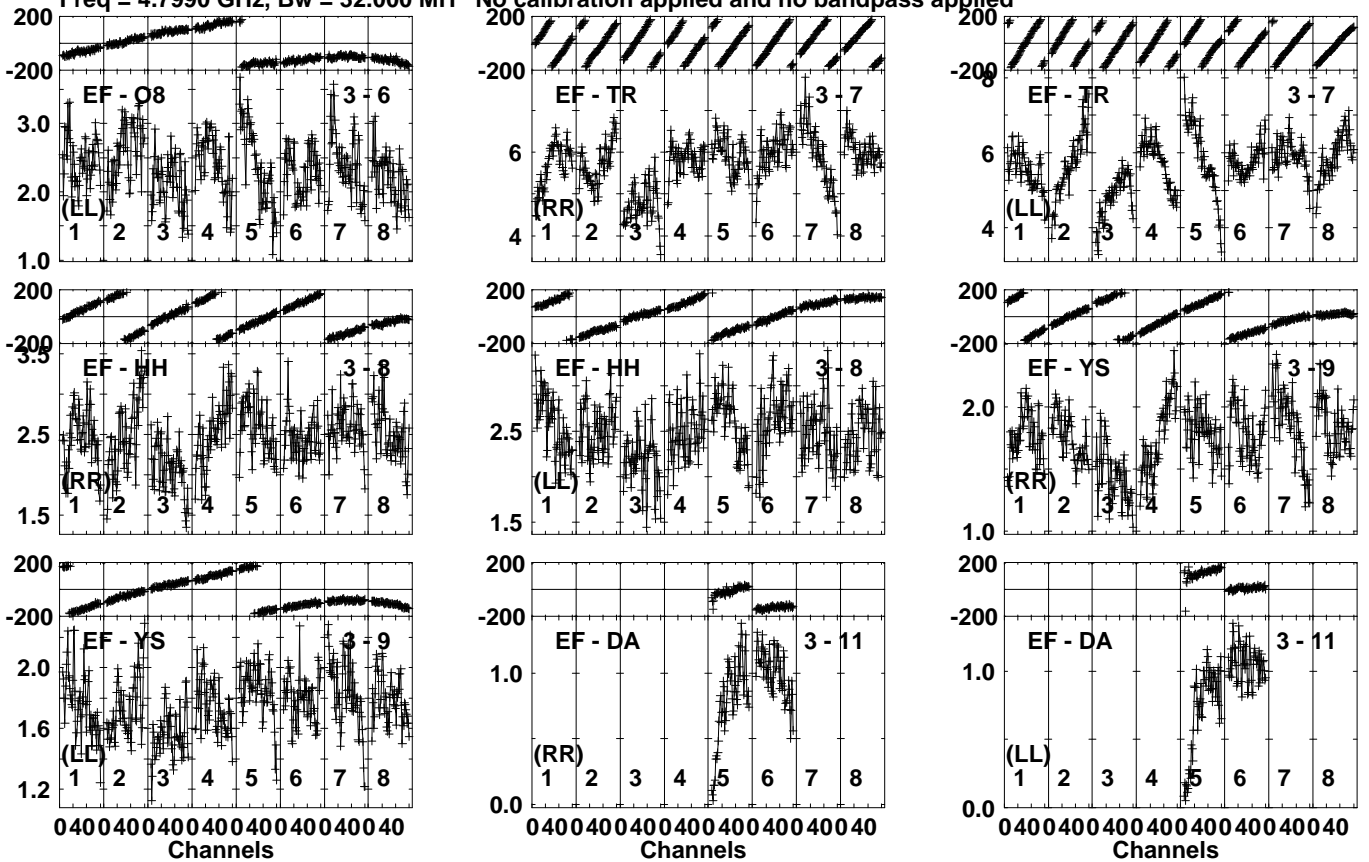 Freq = 4.7990 GHz, Bw = 32.000 MH No calibration applied and no bandpass applied
200
-200
EF - O8 3 - 6
3.0
2.0
1.0
(LL)
1 2 3 4 5 6 7 8
200
-200
EF - TR 3 - 7
6
4
(RR)
1 2 3 4 5 6 7 8
200
-200
8
EF - TR 3 - 7
6
4
(LL)
1 2 3 4 5 6 7 8
200
-200
3.5
EF - HH 3 - 8
2.5
1.5
(RR)
1 2 3 4 5 6 7 8
200
-200
EF - HH 3 - 8
2.5
1.5
(LL)
1 2 3 4 5 6 7 8
200
-200
EF - YS 3 - 9
2.0
1.0
(RR)
1 2 3 4 5 6 7 8
200
-200
EF - YS 3 - 9
2.0
1.6
1.2
(LL)
1 2 3 4 5 6 7 8
0 40 0 40 0 40 0 40 0 40 0 40 0 40 0 40
Channels
200
-200
EF - DA 3 - 11
1.0
0.0
(RR)
1 2 3 4 5 6 7 8
0 40 0 40 0 40 0 40 0 40 0 40 0 40 0 40
Channels
200
-200
EF - DA 3 - 11
1.0
0.0
(LL)
1 2 3 4 5 6 7 8
0 40 0 40 0 40 0 40 0 40 0 40 0 40 0 40
Channels